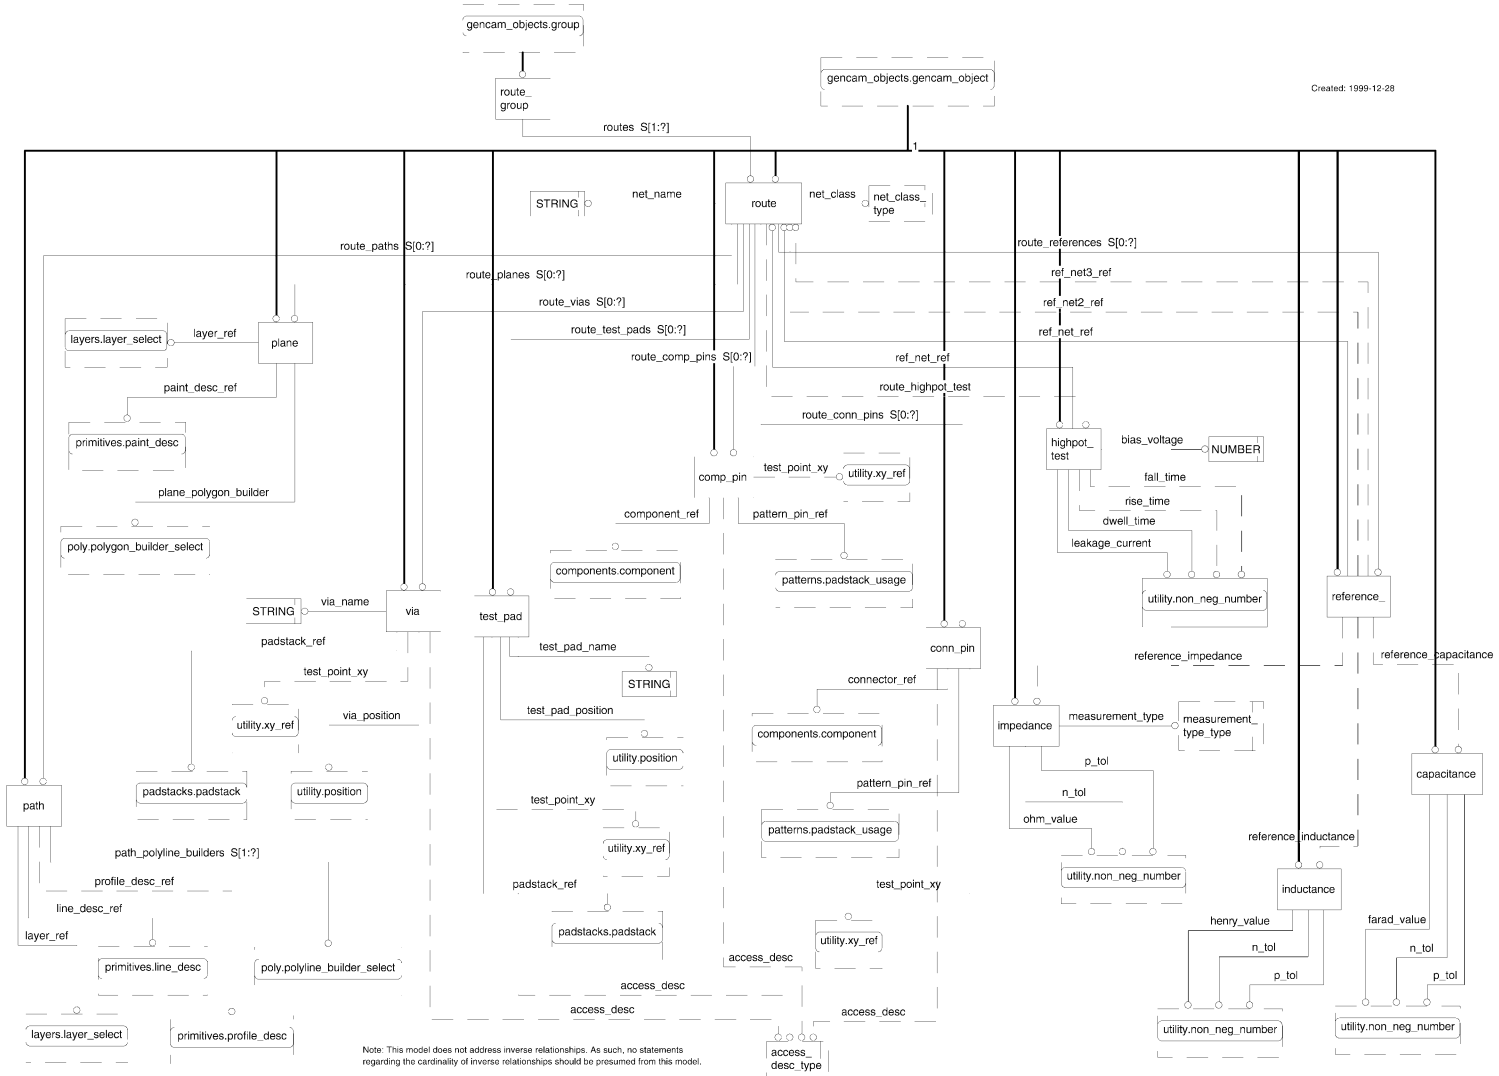 gencam_objects.group
gencam_objects.gencam_object
Created: 1999-12-28
route_
group
routes S[1:?]
1
STRING
net_name
route
net_class
net_class_
type
route_paths S[0:?]
route_references S[0:?]
route_planes S[0:?]
ref_net3_ref
route_vias S[0:?]
ref_net2_ref
layers.layer_select
layer_ref
plane
route_test_pads S[0:?]
ref_net_ref
route_comp_pins S[0:?]
ref_net_ref
paint_desc_ref
route_highpot_test
route_conn_pins S[0:?]
primitives.paint_desc
highpot_
test
bias_voltage
NUMBER
comp_pin
test_point_xy
utility.xy_ref
fall_time
plane_polygon_builder
rise_time
component_ref
pattern_pin_ref
dwell_time
poly.polygon_builder_select
leakage_current
components.component
patterns.padstack_usage
utility.non_neg_number
reference_
STRING
via_name
via
test_pad
padstack_ref
test_pad_name
conn_pin
reference_impedance
reference_capacitance
test_point_xy
STRING
connector_ref
utility.xy_ref
via_position
test_pad_position
components.component
impedance
measurement_type
measurement_
type_type
utility.position
p_tol
capacitance
padstacks.padstack
utility.position
pattern_pin_ref
n_tol
path
test_point_xy
ohm_value
patterns.padstack_usage
reference_inductance
path_polyline_builders S[1:?]
utility.xy_ref
profile_desc_ref
padstack_ref
test_point_xy
utility.non_neg_number
inductance
line_desc_ref
henry_value
farad_value
layer_ref
padstacks.padstack
utility.xy_ref
n_tol
n_tol
primitives.line_desc
poly.polyline_builder_select
access_desc
p_tol
p_tol
access_desc
access_desc
access_desc
layers.layer_select
primitives.profile_desc
utility.non_neg_number
utility.non_neg_number
Note: This model does not address inverse relationships. As such, no statements
regarding the cardinality of inverse relationships should be presumed from this model.
access_
desc_type